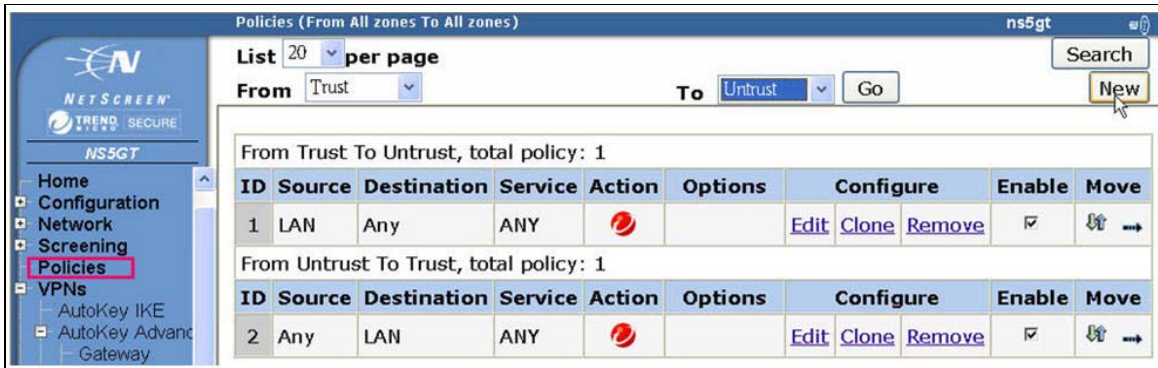 Policies (From All zones To All zones) ns5gt
List 20 per page Search
From Trust To Untrust Go New
NETSCREEN
TREND MICRO SECURE
NS5GT
Home
Configuration
Network
Screening
Policies
VPNs
AutoKey IKE
AutoKey Advanc
Gateway
From Trust To Untrust, total policy: 1
ID Source Destination Service Action Options Configure Enable Move
1 LAN Any ANY Edit Clone Remove
From Untrust To Trust, total policy: 1
ID Source Destination Service Action Options Configure Enable Move
2 Any LAN ANY Edit Clone Remove